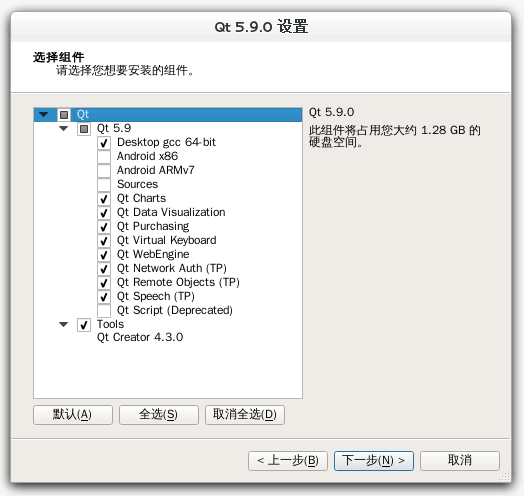 Qt 5.9.0 设置
选择组件
请选择您想要安装的组件。
Qt
Qt 5.9
Desktop gcc 64-bit
Android x86
Android ARMv7
Sources
Qt Charts
Qt Data Visualization
Qt Purchasing
Qt Virtual Keyboard
Qt WebEngine
Qt Network Auth (TP)
Qt Remote Objects (TP)
Qt Speech (TP)
Qt Script (Deprecated)
Tools
Qt Creator 4.3.0
Qt 5.9.0
此组件将占用您大约 1.28 GB 的
硬盘空间。
默认(A) 全选(S) 取消全选(D)
< 上一步(B) 下一步(N) > 取消